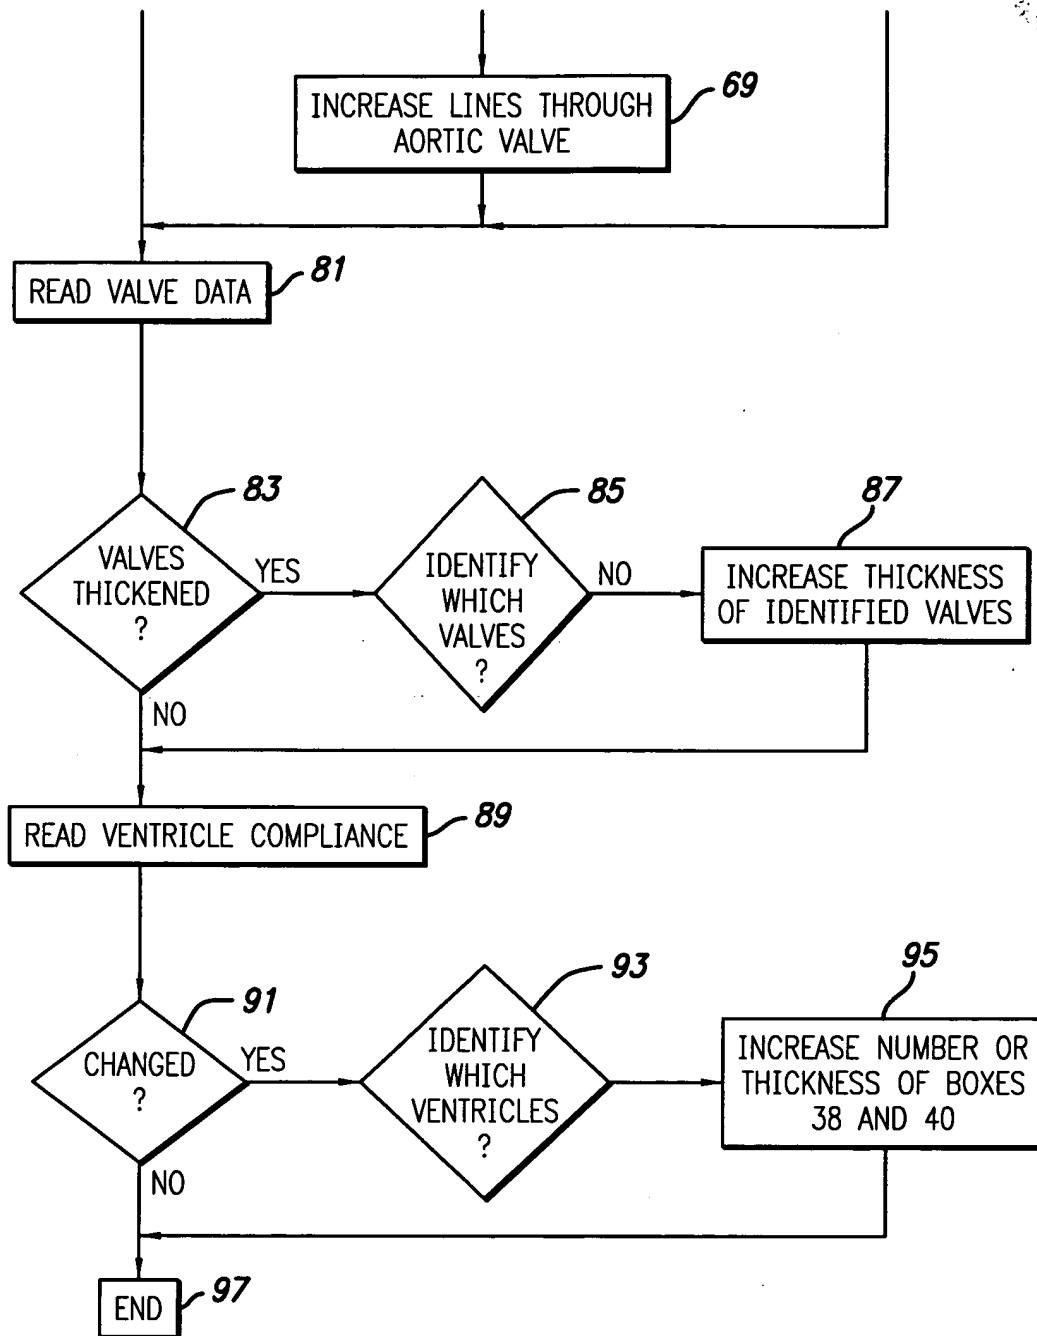 INCREASE LINES THROUGH
AORTIC VALVE
69
READ VALVE DATA
81
VALVES
THICKENED
?
83
YES
NO
IDENTIFY
WHICH
VALVES
?
85
NO
INCREASE THICKNESS
OF IDENTIFIED VALVES
87
READ VENTRICLE COMPLIANCE
89
CHANGED
?
91
YES
NO
IDENTIFY
WHICH
VENTRICLES
?
93
INCREASE NUMBER OR
THICKNESS OF BOXES
38 AND 40
95
END
97